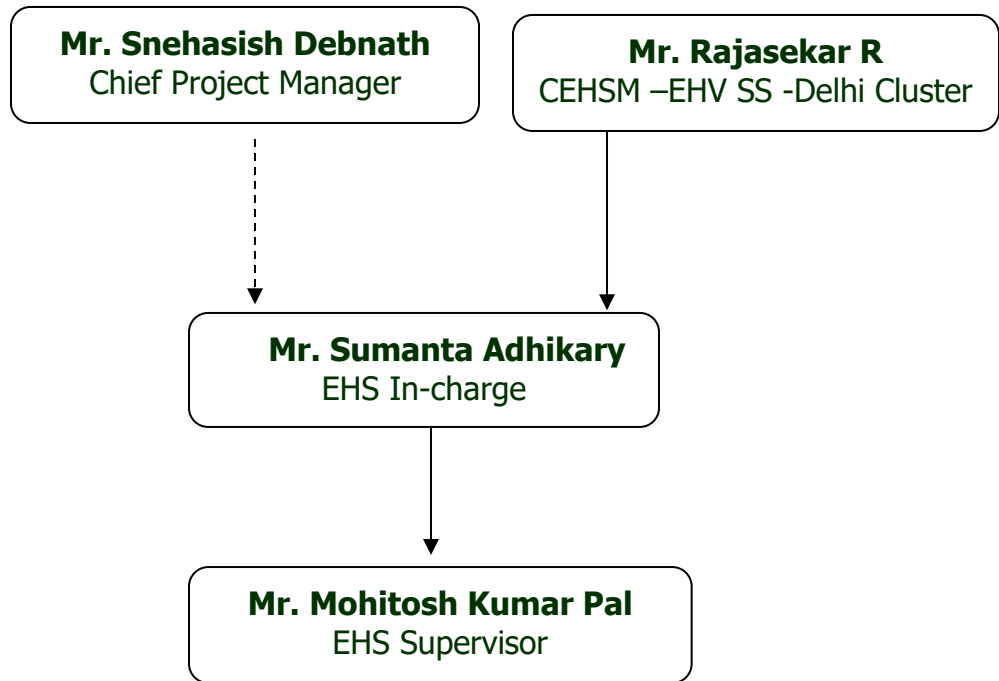 Mr. Snehasish Debnath
Chief Project Manager
Mr. Rajasekar R
CEHSM –EHV SS -Delhi Cluster
Mr. Sumanta Adhikary
EHS In-charge
Mr. Mohitosh Kumar Pal
EHS Supervisor